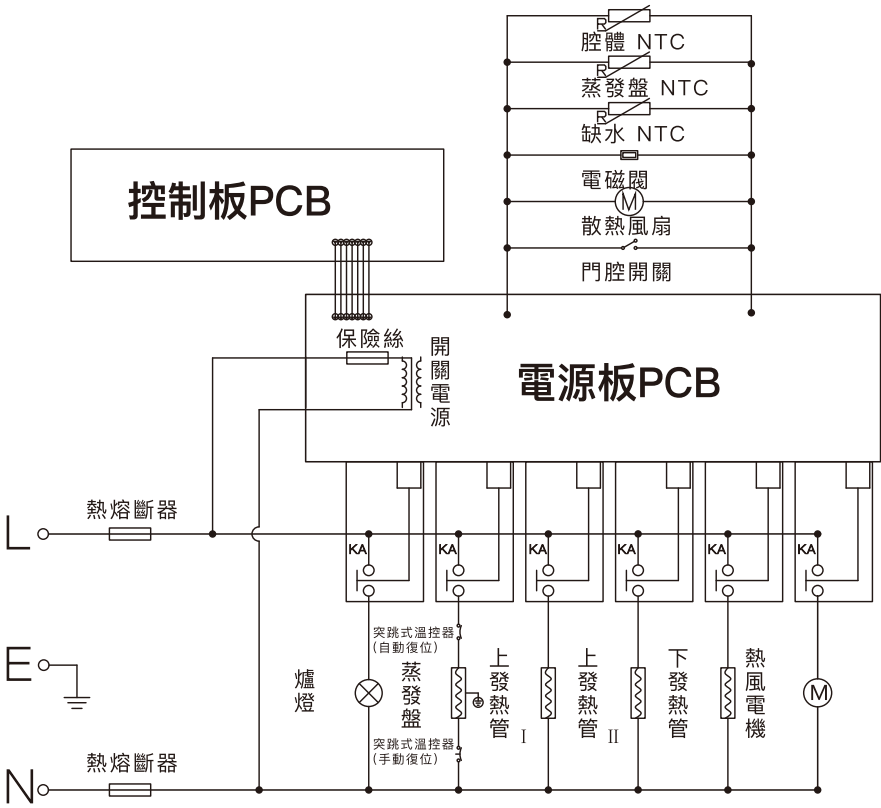 R
腔體 NTC
R
蒸發盤 NTC
R
缺水 NTC
電磁閥
M
散熱風扇
門腔開關
控制板PCB
保險絲
開關電源
電源板PCB
L
熱熔斷器
KA
KA
KA
KA
KA
KA
突跳式溫控器
(自動復位)
E
爐燈
蒸發盤
上發熱管 I
上發熱管 II
下發熱管
熱風電機
M
突跳式溫控器
(手動復位)
N
熱熔斷器